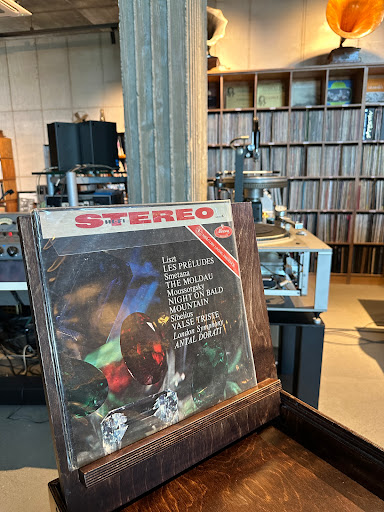 STEREO
Liszt
LES PRÉLUDES
Smetana
THE MOLDAU
Moussorgsky
NIGHT ON BALD
MOUNTAIN
Sibelius
VALSE TRISTE
London Symphony
ANTAL DORATI